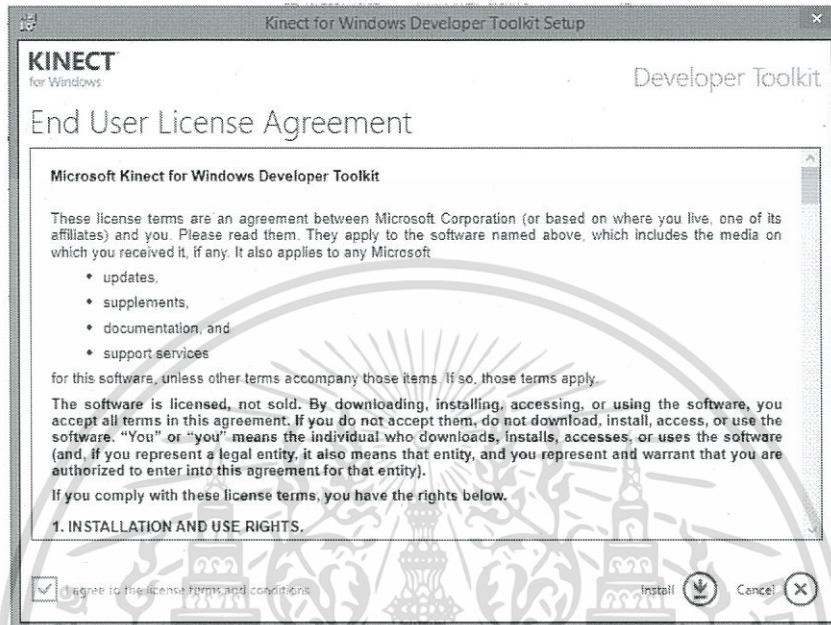 Kinect for Windows Developer Toolkit Setup
KINECT
for Windows
Developer Toolkit
End User License Agreement
Microsoft Kinect for Windows Developer Toolkit
These license terms are an agreement between Microsoft Corporation (or based on where you live, one of its
affiliates) and you. Please read them. They apply to the software named above, which includes the media on
which you received it, if any. It also applies to any Microsoft
• updates,
• supplements,
• documentation, and
• support services
for this software, unless other terms accompany those items. If so, those terms apply.
The software is licensed, not sold. By downloading, installing, accessing, or using the software, you
accept all terms in this agreement. If you do not accept them, do not download, install, access, or use the
software. “You” or “you” means the individual who downloads, installs, accesses, or uses the software
(and, if you represent a legal entity, it also means that entity, and you represent and warrant that you are
authorized to enter into this agreement for that entity).
If you comply with these license terms, you have the rights below.
1. INSTALLATION AND USE RIGHTS.
I agree to the license terms and conditions
Install
Cancel